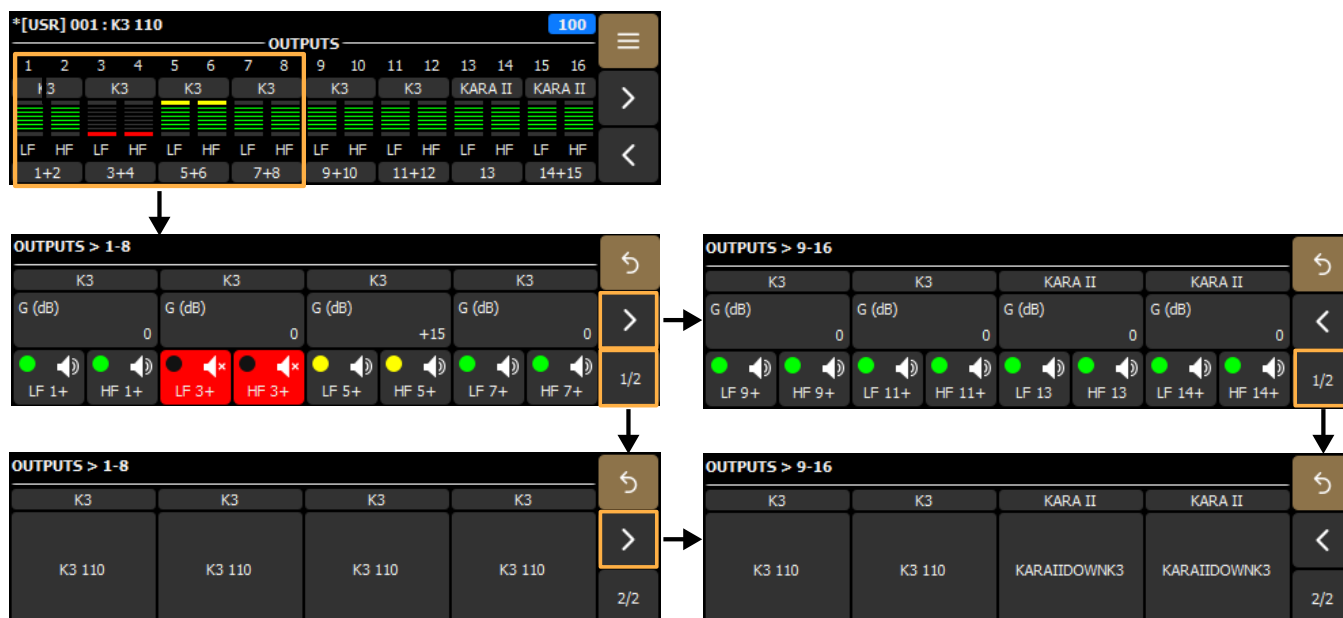 *[USR] 001 : K3 110 100
OUTPUTS
1 2 3 4 5 6 7 8 9 10 11 12 13 14 15 16
K3 K3 K3 K3 K3 K3 KARA II KARA II
LF HF LF HF LF HF LF HF LF HF LF HF LF HF LF HF
1+2 3+4 5+6 7+8 9+10 11+12 13 14+15
OUTPUTS > 1-8
K3 K3 K3 K3
G (dB) G (dB) G (dB) G (dB)
0 0 +15 0
LF 1+ HF 1+ LF 3+ HF 3+ LF 5+ HF 5+ LF 7+ HF 7+
1/2
OUTPUTS > 9-16
K3 K3 KARA II KARA II
G (dB) G (dB) G (dB) G (dB)
0 0 0 0
LF 9+ HF 9+ LF 11+ HF 11+ LF 13 HF 13 LF 14+ HF 14+
1/2
OUTPUTS > 1-8
K3 K3 K3 K3
K3 110 K3 110 K3 110 K3 110
2/2
OUTPUTS > 9-16
K3 K3 KARA II KARA II
K3 110 K3 110 KARAIIDOWNK3 KARAIIDOWNK3
2/2